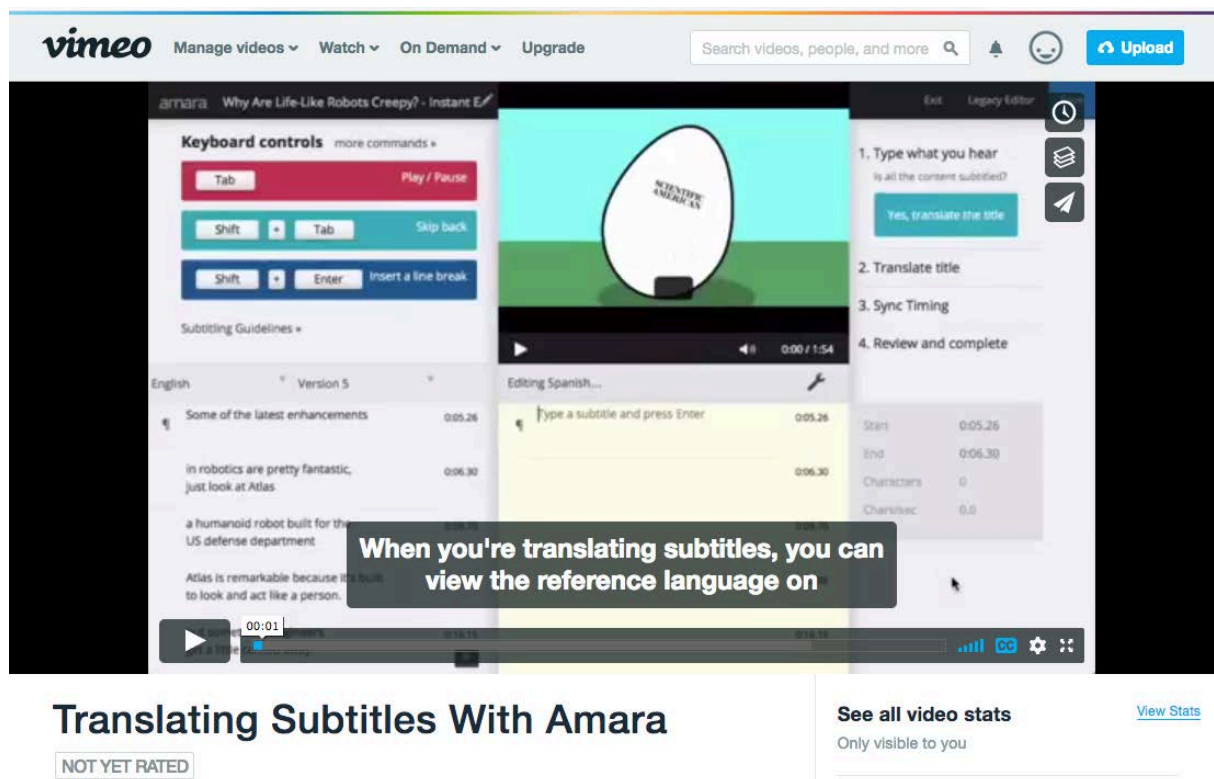 vimeo Manage videos Watch On Demand Upgrade Search videos, people, and more Upload
amara Why Are Life-Like Robots Creepy? - Instant E
Exit Legacy Editor
Keyboard controls more commands »
Tab Play / Pause
Shift + Tab Skip back
Shift + Enter Insert a line break
Subtitling Guidelines »
SCIENTIFIC
AMERICAN
0:00 / 1:54
1. Type what you hear
Is all the content subtitled?
Yes, translate the title
2. Translate title
3. Sync Timing
4. Review and complete
English Version 5
Some of the latest enhancements 0:05.26
in robotics are pretty fantastic, 0:06.30
just look at Atlas
a humanoid robot built for the
US defense department
Atlas is remarkable because it's built
to look and act like a person.
Editing Spanish...
Type a subtitle and press Enter 0:05.26
0:06.30
Start 0:05.26
End 0:06.30
Characters 0
Chars/sec 0.0
When you're translating subtitles, you can
view the reference language on
00:01
CC
Translating Subtitles With Amara
NOT YET RATED
See all video stats View Stats
Only visible to you